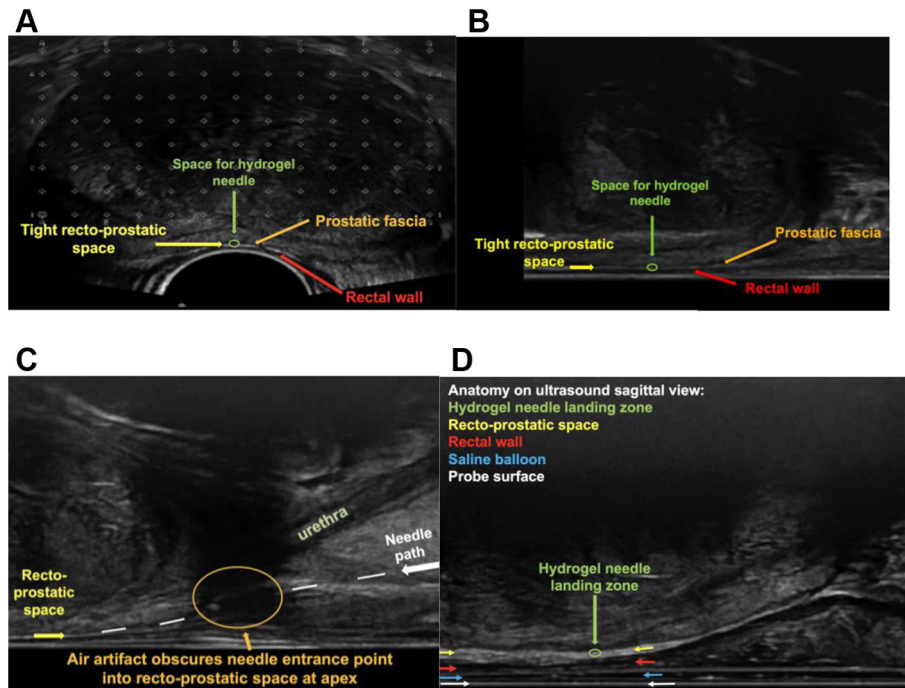 A
Space for hydrogel
needle
Tight recto-prostatic
space
Prostatic fascia
Rectal wall
B
Space for hydrogel
needle
Tight recto-prostatic
space
Prostatic fascia
Rectal wall
C
urethra
Needle
path
Recto-
prostatic
space
Air artifact obscures needle entrance point
into recto-prostatic space at apex
D
Anatomy on ultrasound sagittal view:
Hydrogel needle landing zone
Recto-prostatic space
Rectal wall
Saline balloon
Probe surface
Hydrogel needle
landing zone